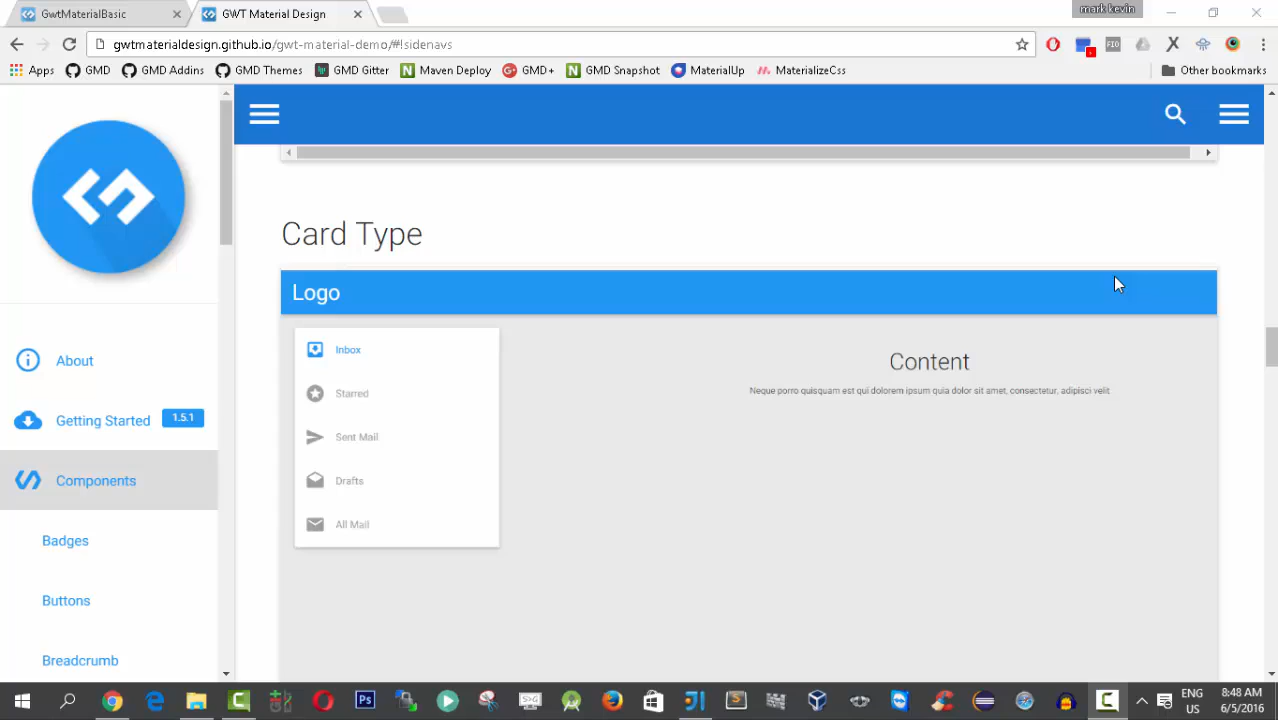 mark kevin
GwtMaterialBasic
GWT Material Design
gwtmaterialdesign.github.io/gwt-material-demo/#!sidenavs
Apps GMD GMD Addins GMD Themes GMD Gitter Maven Deploy GMD+ GMD Snapshot MaterialUp MaterializeCss Other bookmarks
Card Type
Logo
Inbox
Starred
Sent Mail
Drafts
All Mail
Content
Neque porro quisquam est qui dolorem ipsum quia dolor sit amet, consectetur, adipisci velit
About
Getting Started 1.5.1
Components
Badges
Buttons
Breadcrumb
ENG
US
8:48 AM
6/5/2016